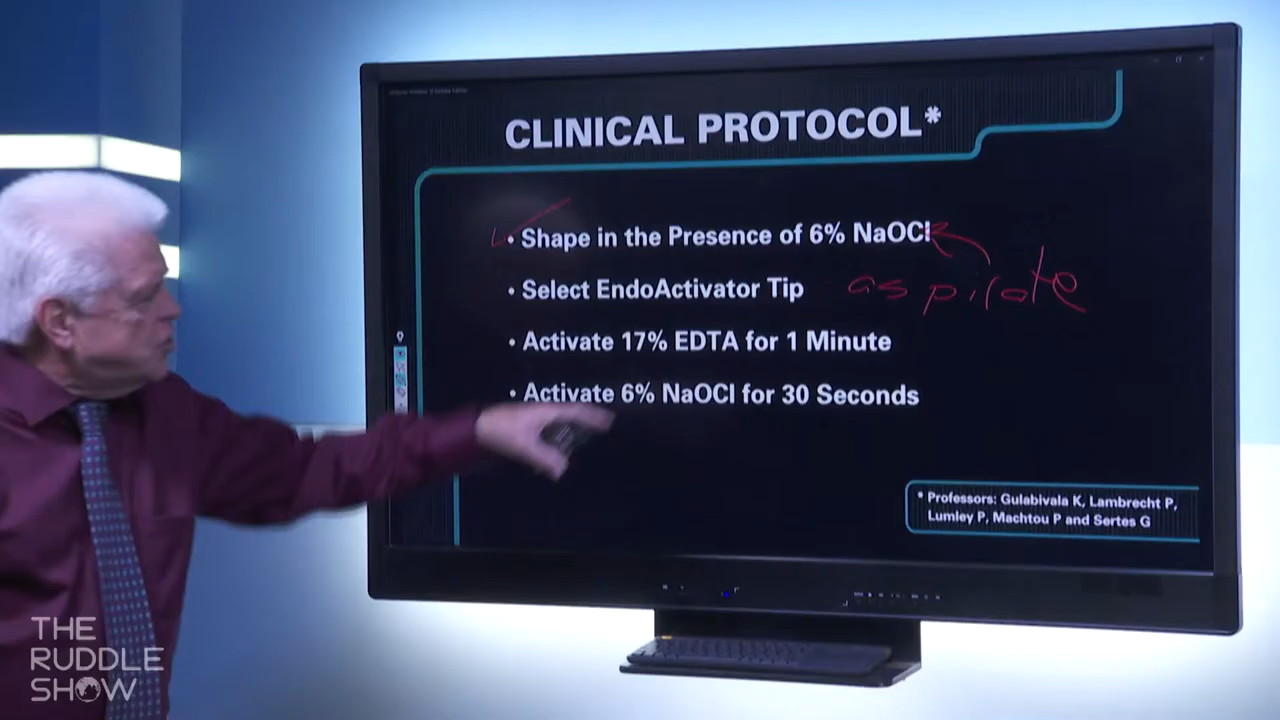 CLINICAL PROTOCOL*
• Shape in the Presence of 6% NaOCl
• Select EndoActivator Tip
aspirate
• Activate 17% EDTA for 1 Minute
• Activate 6% NaOCl for 30 Seconds
* Professors: Gulabivala K, Lambrecht P,
Lumley P, Machtou P and Sertes G
THE
RUDDLE
SHOW